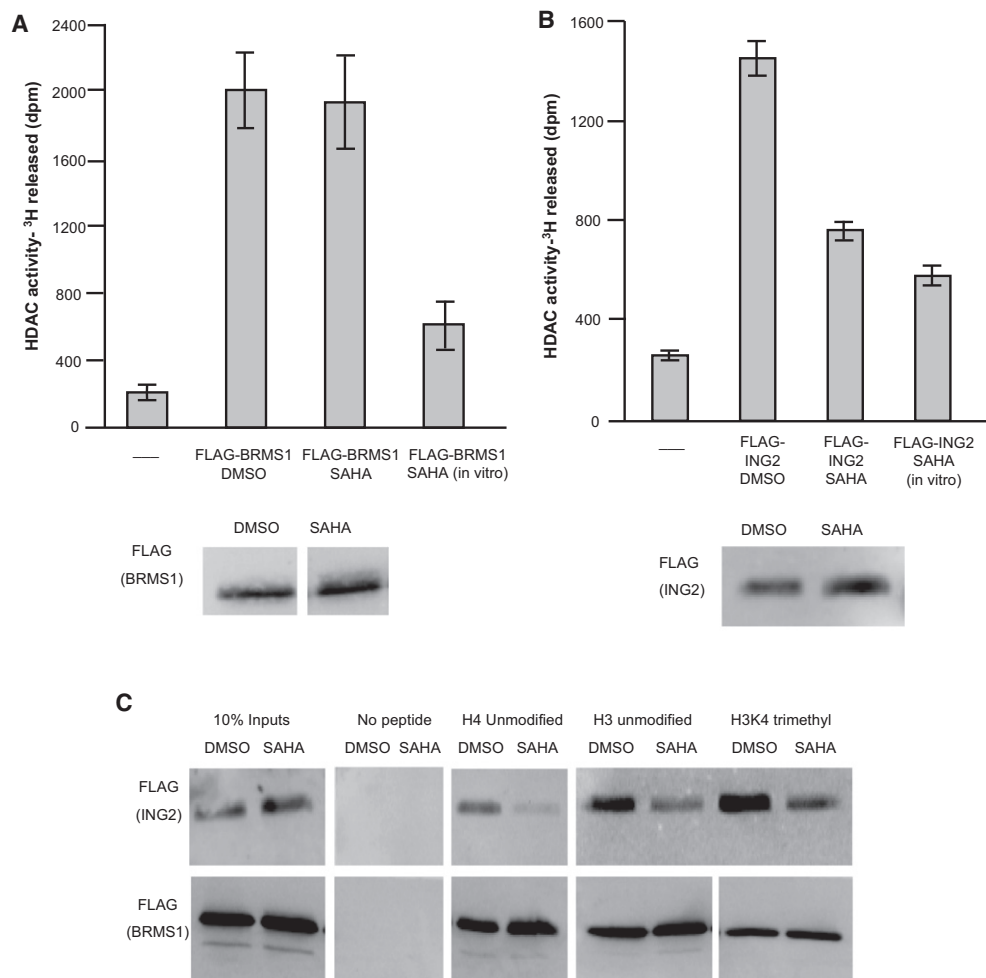 A
HDAC activity- ³H released (dpm)
2400
2000
1600
1200
800
400
0
—
FLAG-BRMS1
DMSO
FLAG-BRMS1
SAHA
FLAG-BRMS1
SAHA (in vitro)
DMSO SAHA
FLAG
(BRMS1)
B
HDAC activity-³H released (dpm)
1600
1200
800
400
0
—
FLAG-
ING2
DMSO
FLAG-
ING2
SAHA
FLAG-ING2
SAHA
(in vitro)
DMSO SAHA
FLAG
(ING2)
C
10% Inputs No peptide H4 Unmodified H3 unmodified H3K4 trimethyl
DMSO SAHA DMSO SAHA DMSO SAHA DMSO SAHA DMSO SAHA
FLAG
(ING2)
FLAG
(BRMS1)